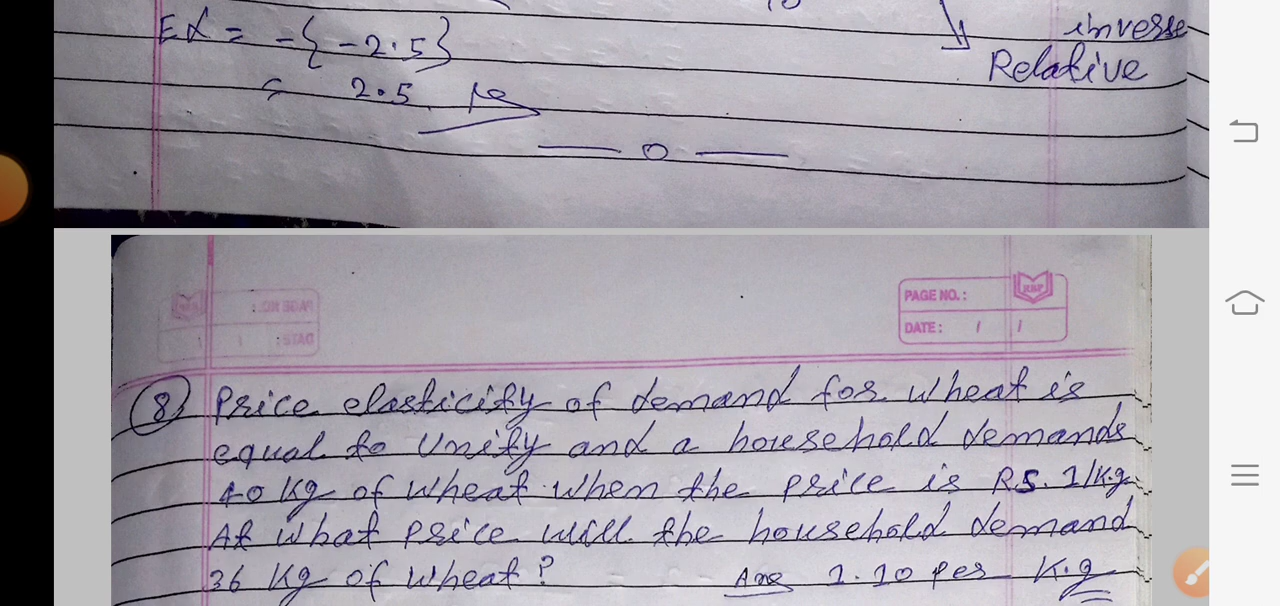 Ed = -{-2.5}
= 2.5
inverse
Relative
— o —
PAGE NO.:
RBP
DATE: / /
(8) Price elasticity of demand for wheat is
equal to Unity and a household demands
40 Kg of wheat when the price is RS. 1/K.g
At what price will the household demand
36 Kg of wheat? Ans 1.10 per K.g